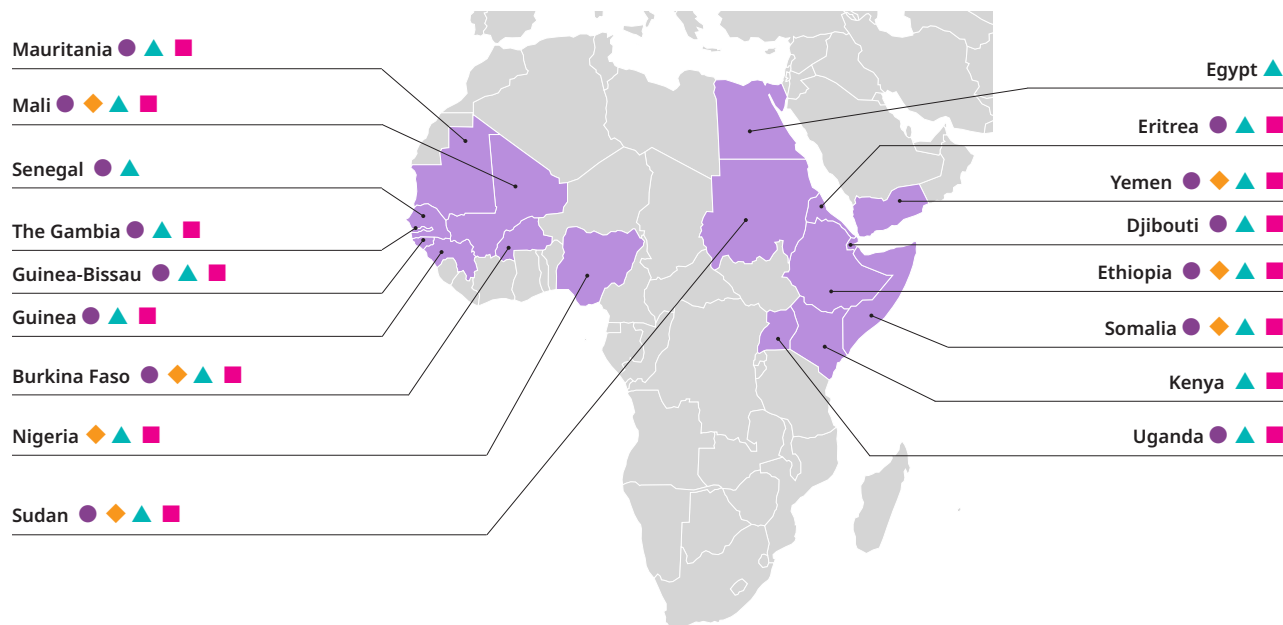 Mauritania
Mali
Senegal
The Gambia
Guinea-Bissau
Guinea
Burkina Faso
Nigeria
Sudan
Egypt
Eritrea
Yemen
Djibouti
Ethiopia
Somalia
Kenya
Uganda